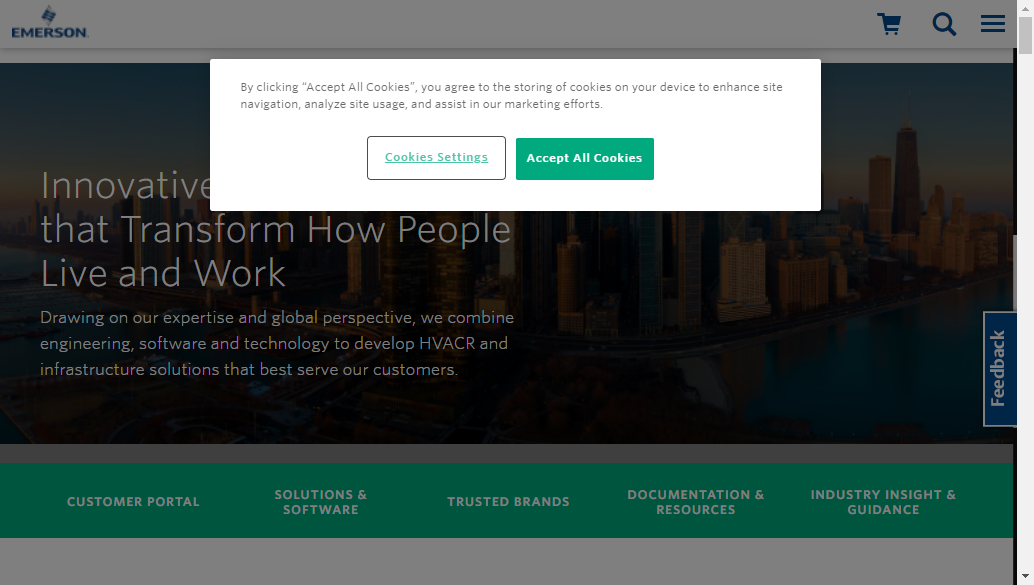 EMERSON
By clicking “Accept All Cookies”, you agree to the storing of cookies on your device to enhance site
navigation, analyze site usage, and assist in our marketing efforts.
Cookies Settings
Accept All Cookies
Innovative
that Transform How People
Live and Work
Drawing on our expertise and global perspective, we combine
engineering, software and technology to develop HVACR and
infrastructure solutions that best serve our customers.
Feedback
CUSTOMER PORTAL
SOLUTIONS &
SOFTWARE
TRUSTED BRANDS
DOCUMENTATION &
RESOURCES
INDUSTRY INSIGHT &
GUIDANCE